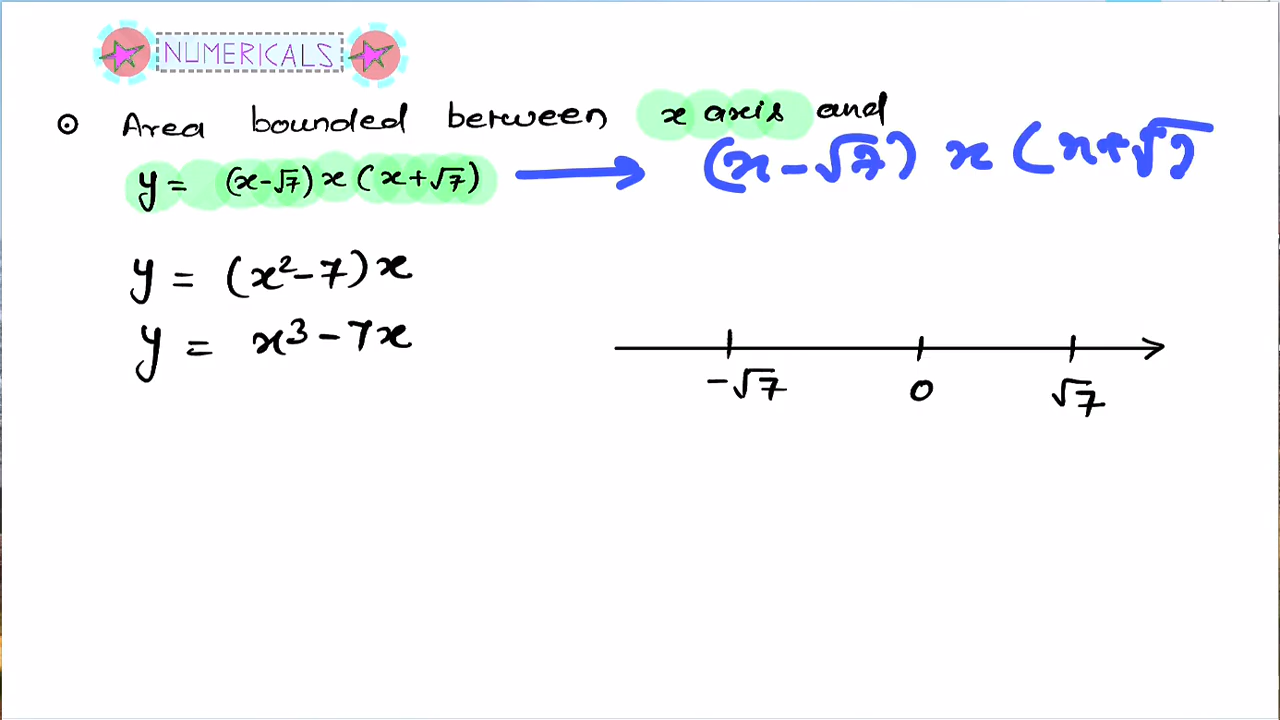 NUMERICALS
Area bounded between x axis and
y = (x-√7) x (x+√7)
(x-√7) x (x+√7)
y = (x²-7)x
y = x³-7x
-√7 0 √7